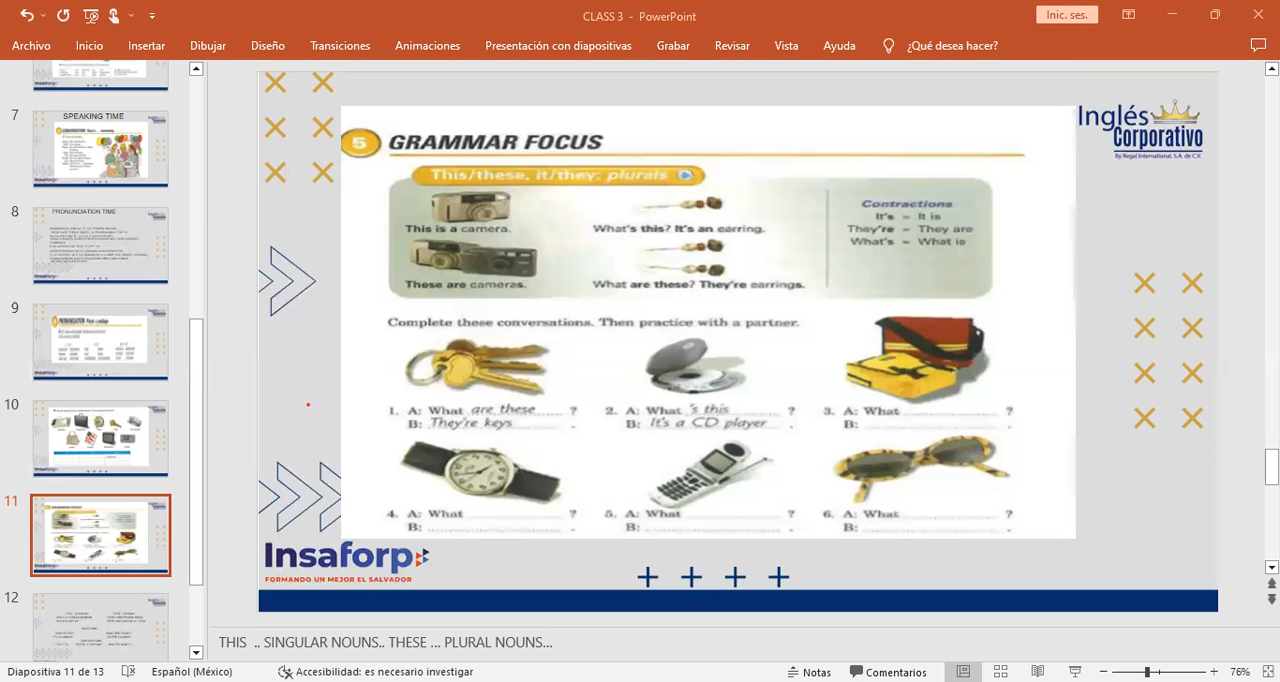 CLASS 3 - PowerPoint
Inic. ses.
Archivo Inicio Insertar Dibujar Diseño Transiciones Animaciones Presentación con diapositivas Grabar Revisar Vista Ayuda ¿Qué desea hacer?
7
SPEAKING TIME
8
PRONUNCIATION TIME
9
10
11
12
Inglés
Corporativo
By Regal International, S.A. de C.V.
5 GRAMMAR FOCUS
This/these, it/they; plurals
This is a camera.
What's this? It's an earring.
These are cameras.
What are these? They're earrings.
Contractions
It's = It is
They're = They are
What's = What is
Complete these conversations. Then practice with a partner.
1. A: What are these ?
B: They're keys .
2. A: What 's this ?
B: It's a CD player .
3. A: What ?
B: .
4. A: What ?
B: .
5. A: What ?
B: .
6. A: What ?
B: .
Insaforp
FORMANDO UN MEJOR EL SALVADOR
THIS .. SINGULAR NOUNS.. THESE ... PLURAL NOUNS...
Diapositiva 11 de 13 Español (México) Accesibilidad: es necesario investigar Notas Comentarios 76%